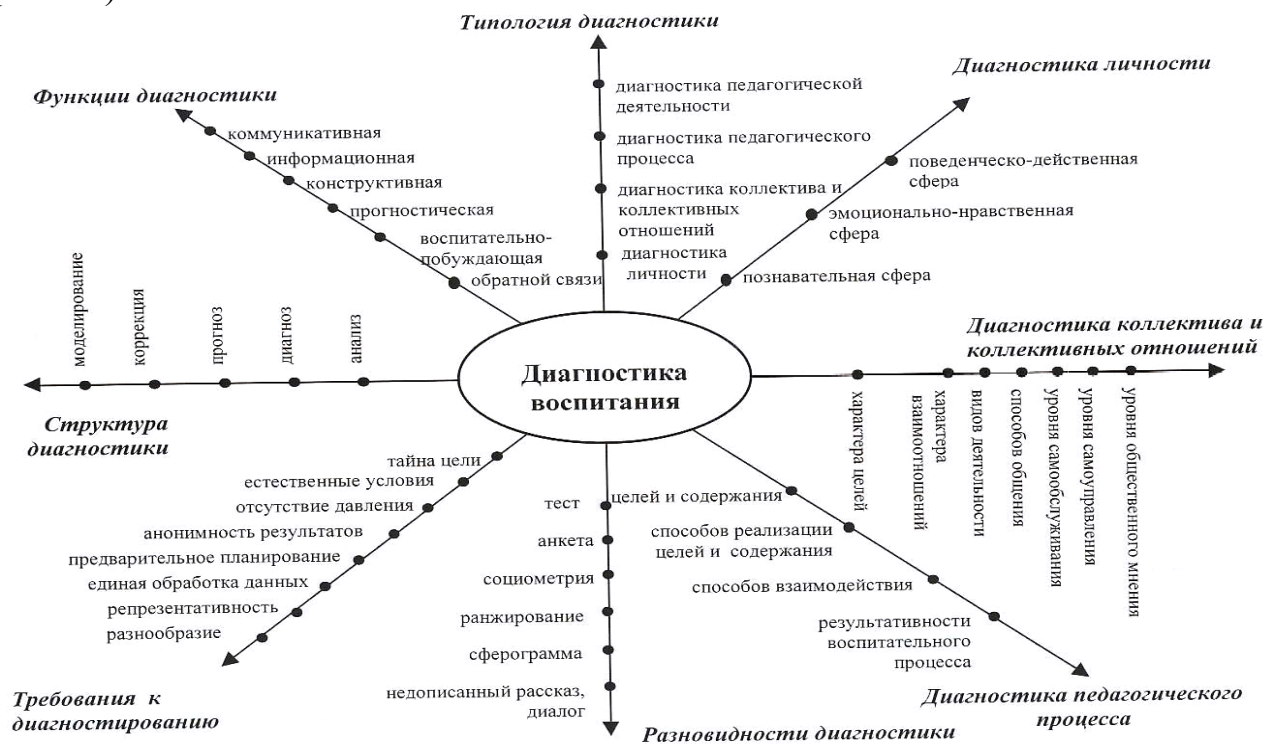 Типология диагностики
диагностика педагогической
деятельности
диагностика педагогического
процесса
диагностика коллектива и
коллективных
отношений
диагностика
личности
Диагностика личности
поведенческо-действенная
сфера
эмоционально-нравственная
сфера
познавательная сфера
Функции диагностики
коммуникативная
информационная
конструктивная
прогностическая
воспитательно-
побуждающая
обратной связи
моделирование
коррекция
прогноз
диагноз
анализ
Структура
диагностики
Диагностика
воспитания
Диагностика коллектива и
коллективных отношений
характера целей
характера
взаимоотношений
видов деятельности
способов общения
уровня самообслуживания
уровня самоуправления
уровня общественного мнения
тайна цели
естественные условия
отсутствие давления
анонимность результатов
предварительное планирование
единая обработка данных
репрезентативность
разнообразие
Требования к
диагностированию
тест
анкета
социометрия
ранжирование
сферограмма
недописанный рассказ,
диалог
Разновидности диагностики
целей и содержания
способов реализации
целей и содержания
способов взаимодействия
результативности
воспитательного
процесса
Диагностика педагогического
процесса